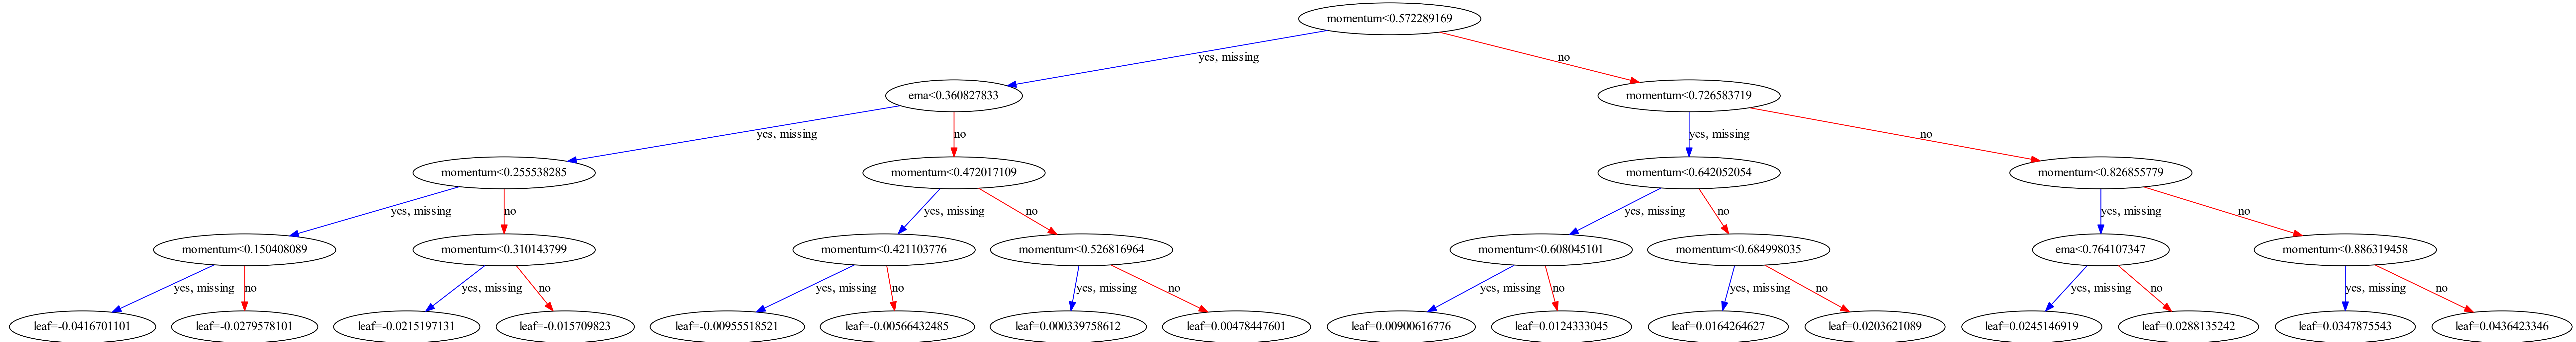 momentum<0.572289169
yes, missing
no
ema<0.360827833
momentum<0.726583719
yes, missing
no
yes, missing
no
momentum<0.255538285
momentum<0.472017109
momentum<0.642052054
momentum<0.826855779
yes, missing
no
yes, missing
no
yes, missing
no
yes, missing
no
momentum<0.150408089
momentum<0.310143799
momentum<0.421103776
momentum<0.526816964
momentum<0.608045101
momentum<0.684998035
ema<0.764107347
momentum<0.886319458
yes, missing
no
yes, missing
no
yes, missing
no
yes, missing
no
yes, missing
no
yes, missing
no
yes, missing
no
yes, missing
no
leaf=-0.0416701101
leaf=-0.0279578101
leaf=-0.0215197131
leaf=-0.015709823
leaf=-0.00955518521
leaf=-0.00566432485
leaf=0.000339758612
leaf=0.00478447601
leaf=0.00900616776
leaf=0.0124333045
leaf=0.0164264627
leaf=0.0203621089
leaf=0.0245146919
leaf=0.0288135242
leaf=0.0347875543
leaf=0.0436423346